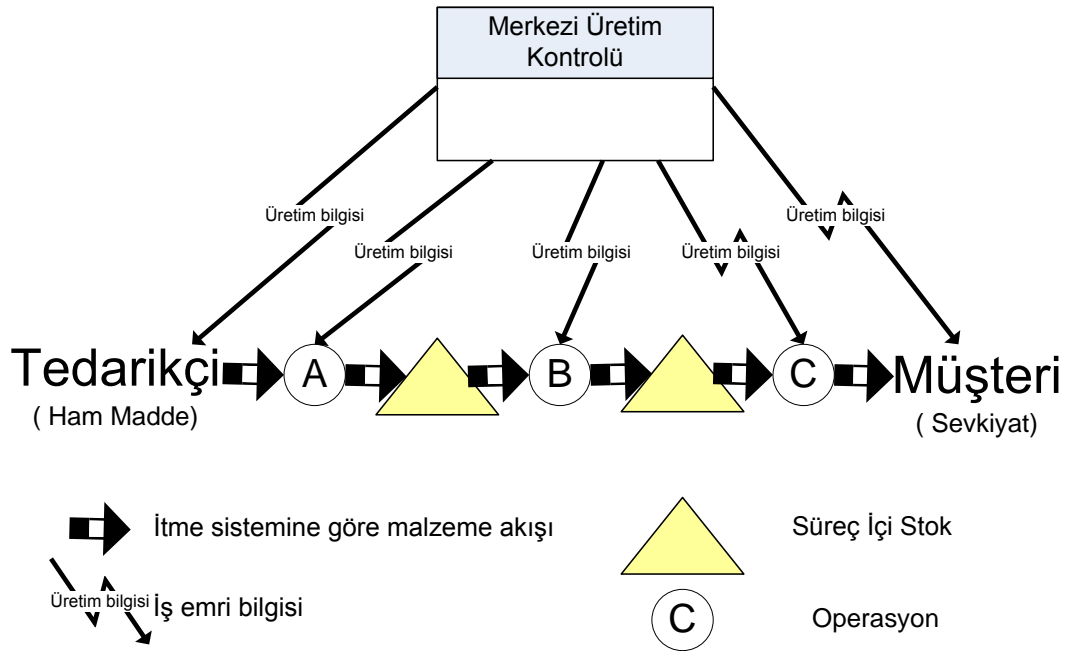 Merkezi Üretim
Kontrolü
Üretim bilgisi
Üretim bilgisi
Üretim bilgisi
Üretim bilgisi
Üretim bilgisi
Tedarikçi
( Ham Madde)
A
B
C
Müşteri
( Sevkiyat)
İtme sistemine göre malzeme akışı
Süreç İçi Stok
Üretim bilgisi
İş emri bilgisi
C
Operasyon